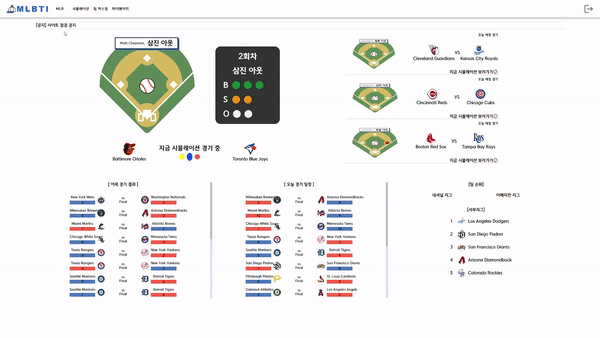 MLBTI MLB 시뮬레이션 팀 커스텀 마이페이지
[공지] 사이트 점검 공지
Matt Chapman, 삼진 아웃
2회차
삼진 아웃
B
S
O
지금 시뮬레이션 경기 중
Baltimore Orioles
Toronto Blue Jays
오늘 예정 경기
Cleveland Guardians VS Kansas City Royals
지금 시뮬레이션 보러가기
오늘 예정 경기
Cincinnati Reds VS Chicago Cubs
지금 시뮬레이션 보러가기
오늘 예정 경기
Boston Red Sox VS Tampa Bay Rays
지금 시뮬레이션 보러가기
[ 어제 경기 결과 ]
New York Mets vs Final Washington Nationals
Milwaukee Brewers vs Final Arizona Diamondbacks
Miami Marlins vs Final Atlanta Braves
Chicago White Sox vs Final Minnesota Twins
Texas Rangers vs Final New York Yankees
Texas Rangers vs Final New York Yankees
Seattle Mariners vs Final Detroit Tigers
Seattle Mariners vs Final Detroit Tigers
[ 오늘 경기 일정 ]
Milwaukee Brewers vs Final Arizona Diamondbacks
Miami Marlins vs Final Atlanta Braves
Chicago White Sox vs Final Minnesota Twins
Texas Rangers vs Final New York Yankees
Seattle Mariners vs Final Detroit Tigers
San Diego Padres vs Final San Francisco Giants
Pittsburgh Pirates vs Final St. Louis Cardinals
Oakland Athletics vs Final Los Angeles Angels
[팀 순위]
내셔널 리그 아메리칸 리그
[서부리그]
1 Los Angeles Dodgers
2 San Diego Padres
3 San Francisco Giants
4 Arizona Diamondback
5 Colorado Rockies